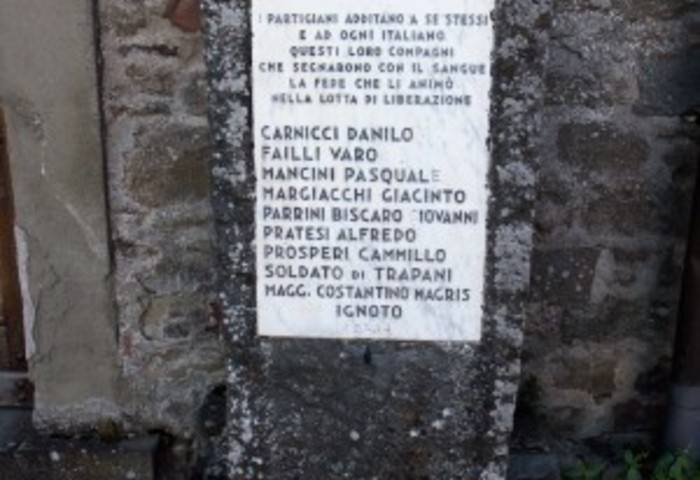 I PARTIGIANI ADDITANO A SE STESSI
E AD OGNI ITALIANO
QUESTI LORO COMPAGNI
CHE SEGNARONO CON IL SANGUE
LA FEDE CHE LI ANIMÒ
NELLA LOTTA DI LIBERAZIONE
CARNICCI DANILO
FAILLI VARO
MANCINI PASQUALE
MARGIACCHI GIACINTO
PARRINI BISCARO IOVANNI
PRATESI ALFREDO
PROSPERI CAMMILLO
SOLDATO DI TRAPANI
MAGG. COSTANTINO MAGRIS
IGNOTO